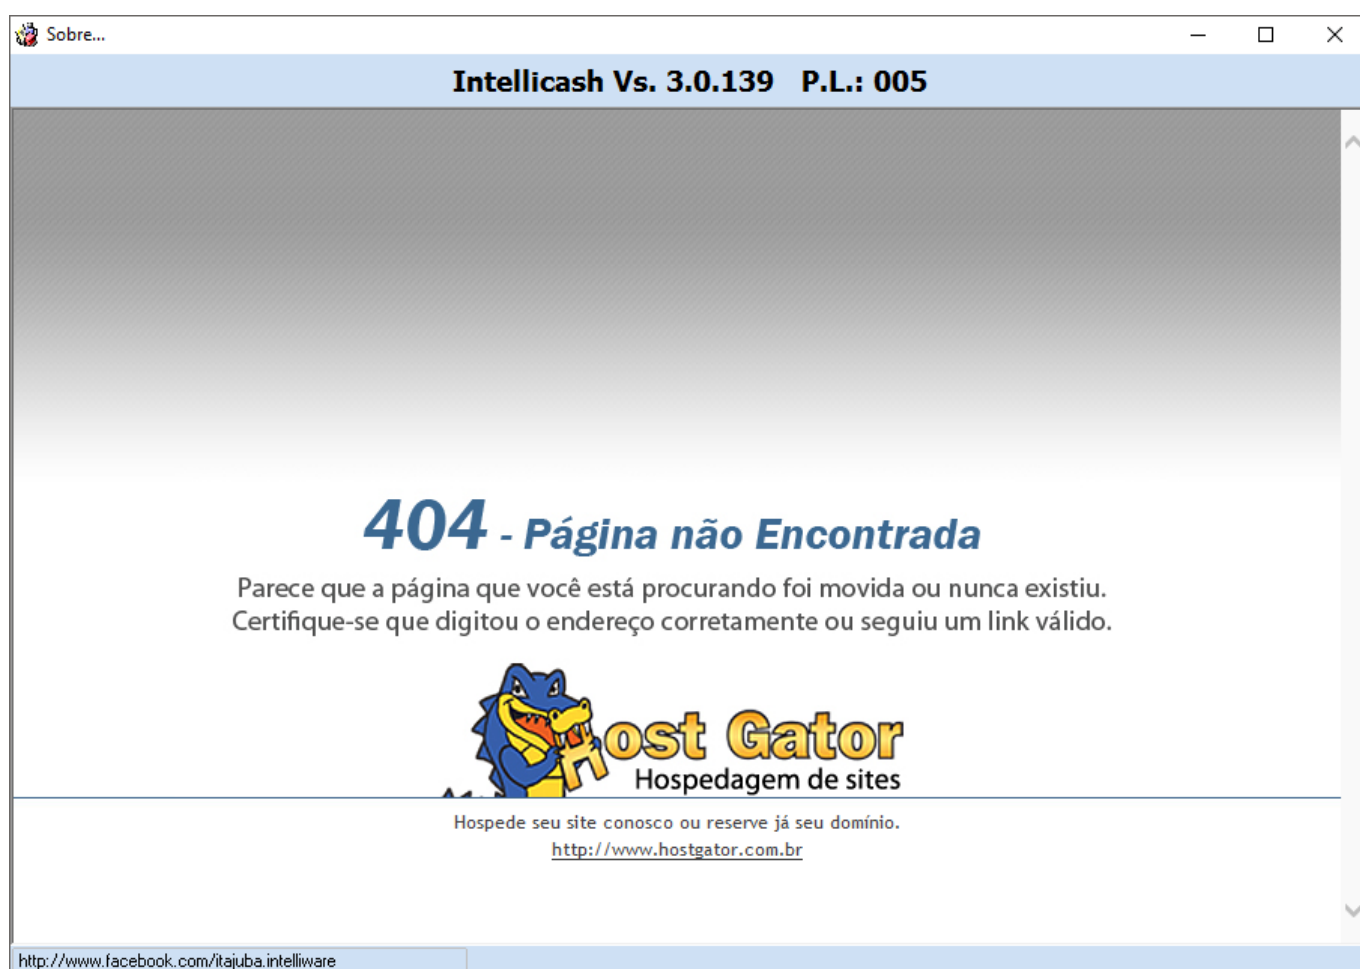 Sobre...
Intellicash Vs. 3.0.139 P.L.: 005
404 - Página não Encontrada
Parece que a página que você está procurando foi movida ou nunca existiu.
Certifique-se que digitou o endereço corretamente ou seguiu um link válido.
Host Gator
Hospedagem de sites
Hospede seu site conosco ou reserve já seu domínio.
http://www.hostgator.com.br
http://www.facebook.com/itajuba.intelliware